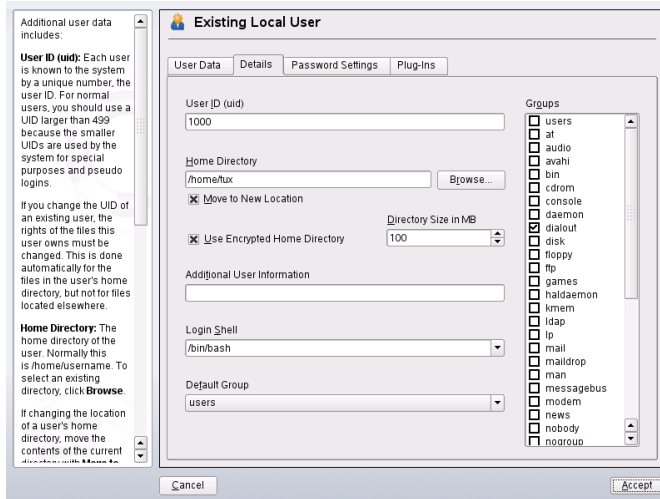 Additional user data
includes:
User ID (uid): Each user
is known to the system
by a unique number, the
user ID. For normal
users, you should use a
UID larger than 499
because the smaller
UIDs are used by the
system for special
purposes and pseudo
logins.
If you change the UID of
an existing user, the
rights of the files this
user owns must be
changed. This is done
automatically for the
files in the user's home
directory, but not for files
located elsewhere.
Home Directory: The
home directory of the
user. Normally this
is /home/username. To
select an existing
directory, click Browse.
If changing the location
of a user's home
directory, move the
contents of the current
directory with Move to
Existing Local User
User Data
Details
Password Settings
Plug-Ins
User ID (uid)
1000
Home Directory
/home/tux
Browse...
Move to New Location
Directory Size in MB
Use Encrypted Home Directory
100
Additional User Information
Login Shell
/bin/bash
Default Group
users
Groups
users
at
audio
avahi
bin
cdrom
console
daemon
dialout
disk
floppy
ftp
games
haldaemon
kmem
ldap
lp
mail
maildrop
man
messagebus
modem
news
nobody
nogroup
Cancel
Accept